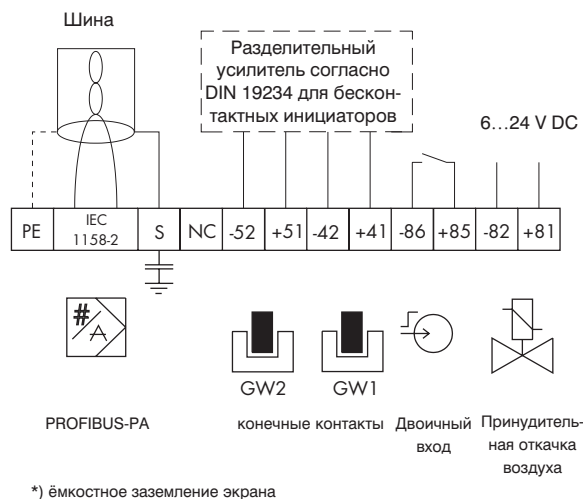 Шина
Разделительный
усилитель согласно
DIN 19234 для бескон-
тактных инициаторов
6...24 V DC
PE IEC 1158-2 S NC -52 +51 -42 +41 -86 +85 -82 +81
#
A
GW2 GW1
PROFIBUS-PA
конечные контакты
Двоичный
вход
Принудитель-
ная откачка
воздуха
*) ёмкостное заземление экрана